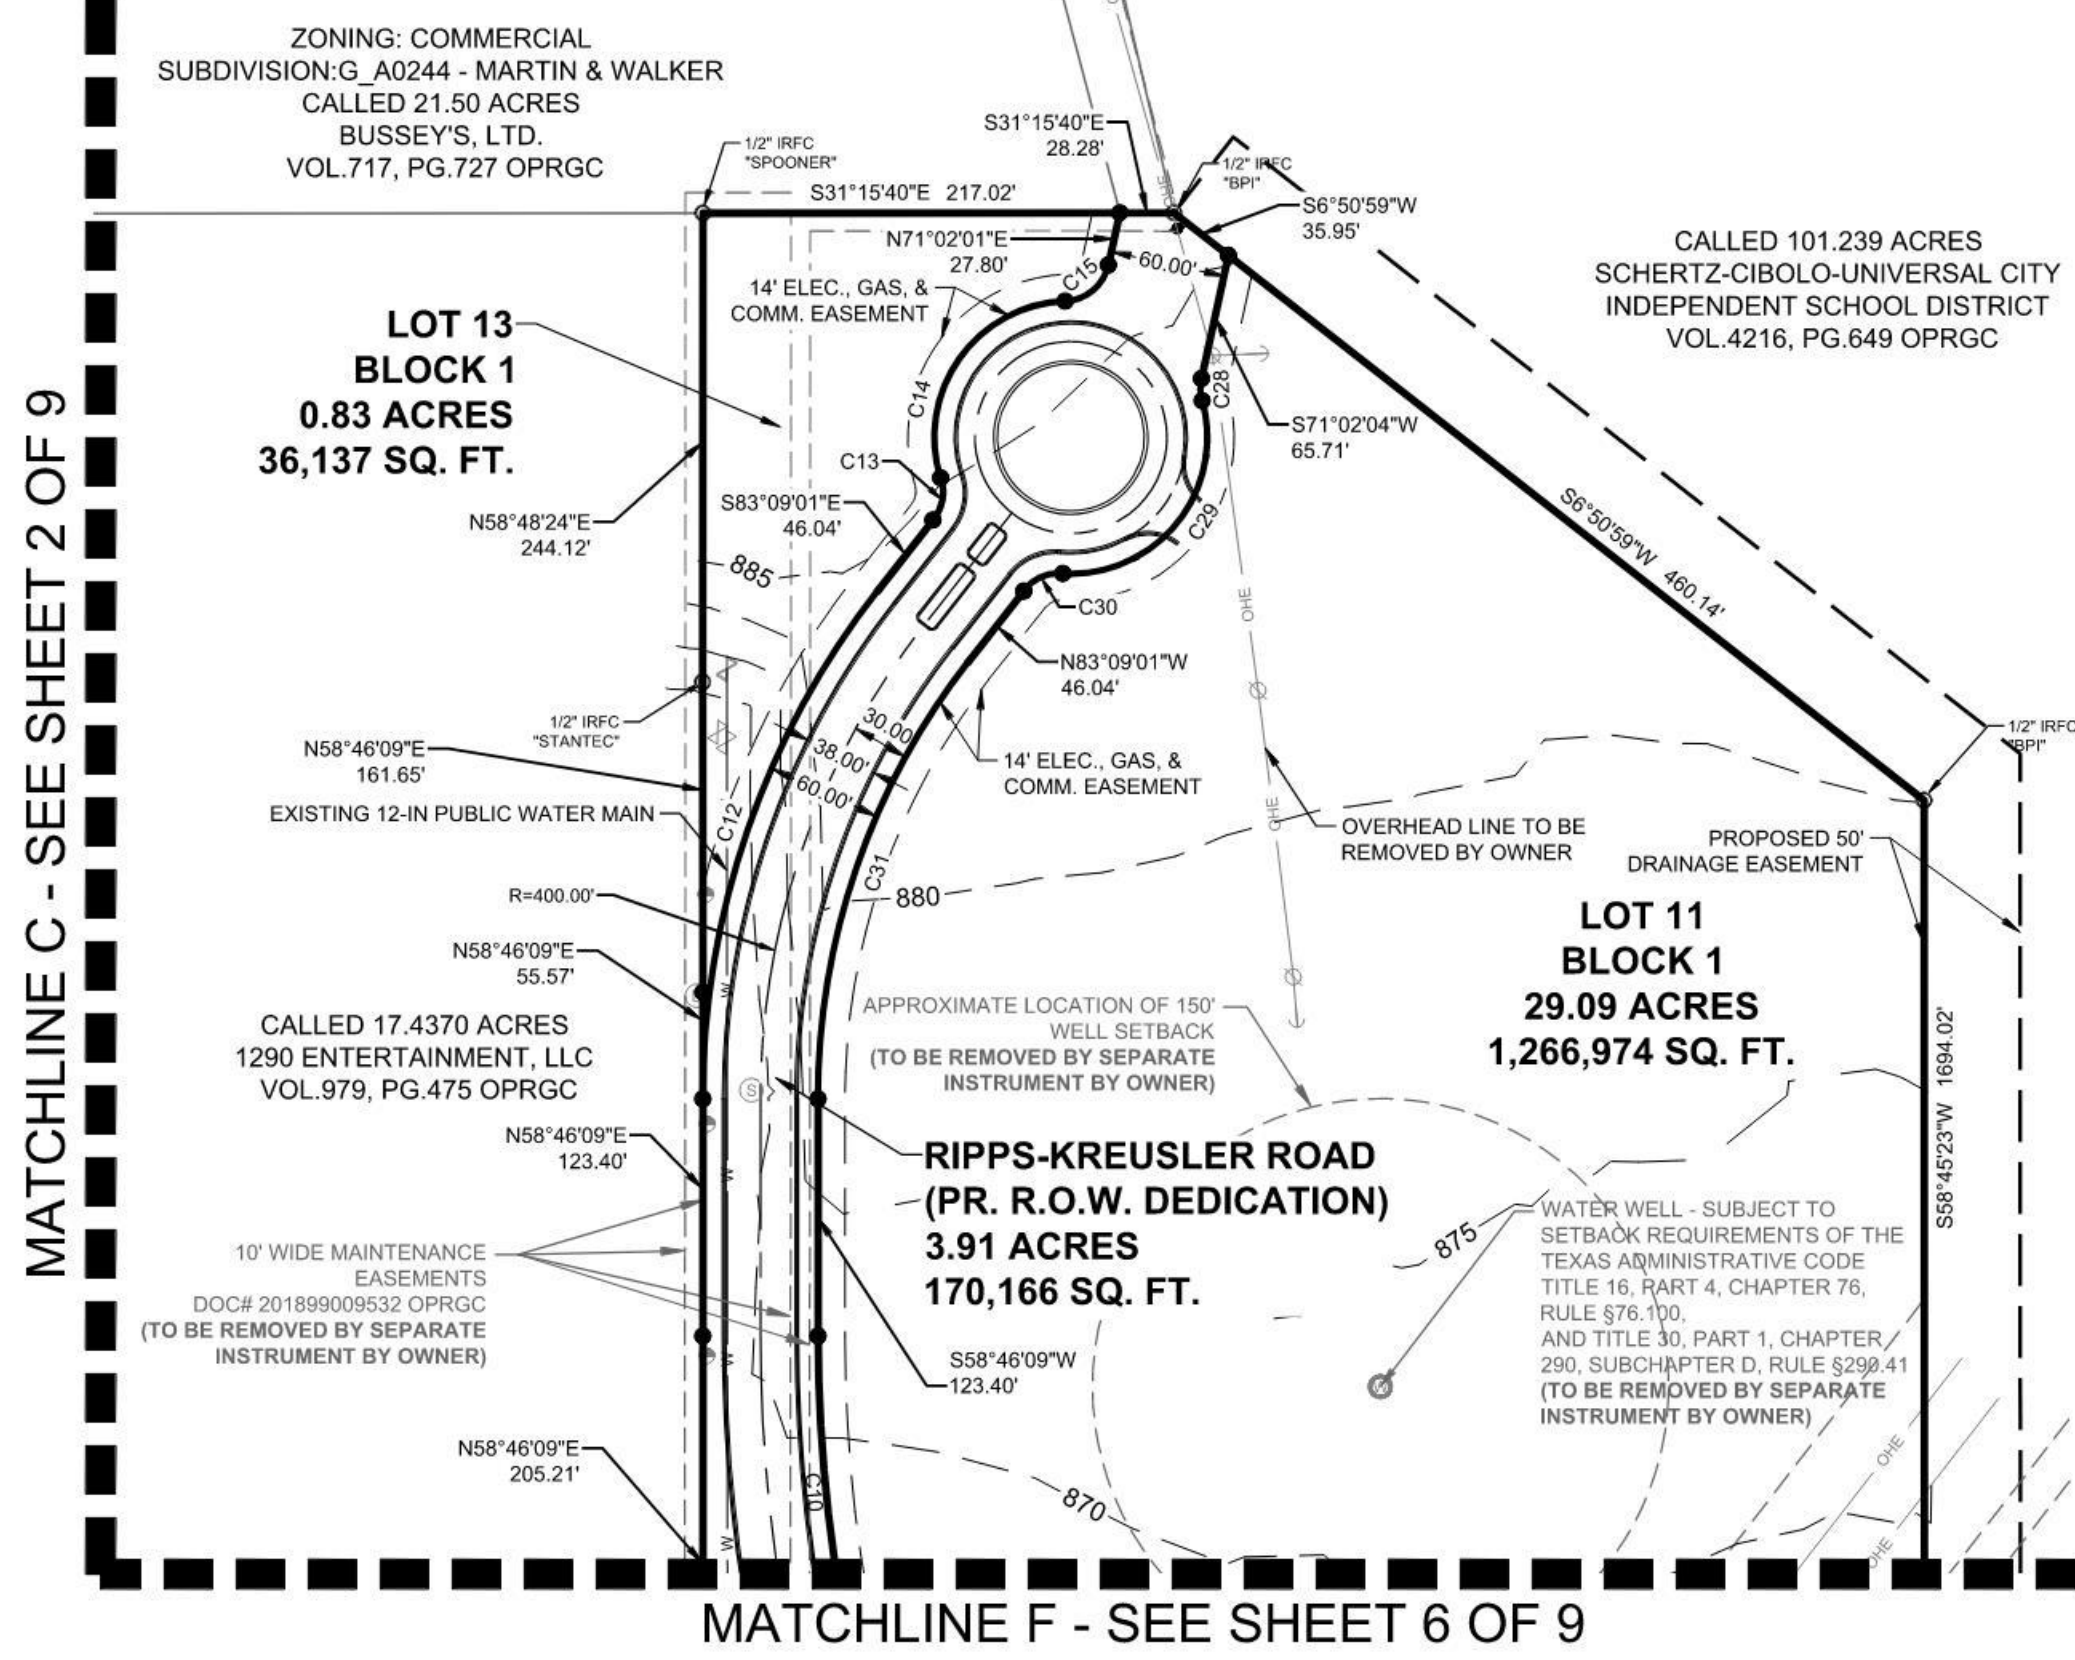 ZONING: COMMERCIAL
SUBDIVISION:G_A0244 - MARTIN & WALKER
CALLED 21.50 ACRES
BUSSEY'S, LTD.
VOL.717, PG.727 OPRGC
1/2" IRFC
"SPOONER"
S31°15'40"E
28.28'
1/2" IRFC
"BPI"
S31°15'40"E 217.02'
S6°50'59"W
35.95'
N71°02'01"E
27.80'
C15
60.00'
14' ELEC., GAS, &
COMM. EASEMENT
CALLED 101.239 ACRES
SCHERTZ-CIBOLO-UNIVERSAL CITY
INDEPENDENT SCHOOL DISTRICT
VOL.4216, PG.649 OPRGC
LOT 13
BLOCK 1
0.83 ACRES
36,137 SQ. FT.
C14
C28
S71°02'04"W
65.71'
C13
S83°09'01"E
46.04'
N58°48'24"E
244.12'
C29
S6°50'59"W 460.14'
885
C30
OHE
N83°09'01"W
46.04'
1/2" IRFC
"STANTEC"
30.00
38.00'
60.00'
N58°46'09"E
161.65'
14' ELEC., GAS, &
COMM. EASEMENT
1/2" IRFC
"BPI"
EXISTING 12-IN PUBLIC WATER MAIN
C12
OHE
OVERHEAD LINE TO BE
REMOVED BY OWNER
PROPOSED 50'
DRAINAGE EASEMENT
C31
880
R=400.00'
LOT 11
BLOCK 1
29.09 ACRES
1,266,974 SQ. FT.
N58°46'09"E
55.57'
W
APPROXIMATE LOCATION OF 150'
WELL SETBACK
(TO BE REMOVED BY SEPARATE
INSTRUMENT BY OWNER)
CALLED 17.4370 ACRES
1290 ENTERTAINMENT, LLC
VOL.979, PG.475 OPRGC
S
S58°45'23"W 1694.02'
N58°46'09"E
123.40'
RIPPS-KREUSLER ROAD
(PR. R.O.W. DEDICATION)
3.91 ACRES
170,166 SQ. FT.
W
875
WATER WELL - SUBJECT TO
SETBACK REQUIREMENTS OF THE
TEXAS ADMINISTRATIVE CODE
TITLE 16, PART 4, CHAPTER 76,
RULE §76.100,
AND TITLE 30, PART 1, CHAPTER
290, SUBCHAPTER D, RULE §290.41
(TO BE REMOVED BY SEPARATE
INSTRUMENT BY OWNER)
10' WIDE MAINTENANCE
EASEMENTS
DOC# 201899009532 OPRGC
(TO BE REMOVED BY SEPARATE
INSTRUMENT BY OWNER)
W
S58°46'09"W
123.40'
N58°46'09"E
205.21'
C10
870
W
OHE
OHE
MATCHLINE C - SEE SHEET 2 OF 9
MATCHLINE F - SEE SHEET 6 OF 9